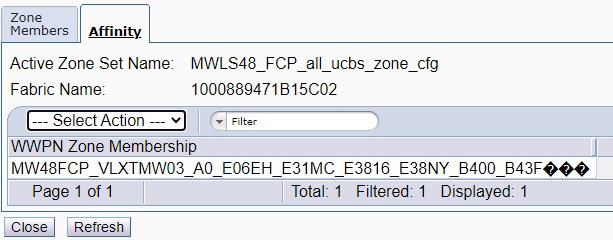 Zone
Members
Affinity
Active Zone Set Name: MWLS48_FCP_all_ucbs_zone_cfg
Fabric Name: 1000889471B15C02
--- Select Action --- Filter
WWPN Zone Membership
MW48FCP_VLXTMW03_A0_E06EH_E31MC_E3816_E38NY_B400_B43F���
Page 1 of 1 Total: 1 Filtered: 1 Displayed: 1
Close Refresh